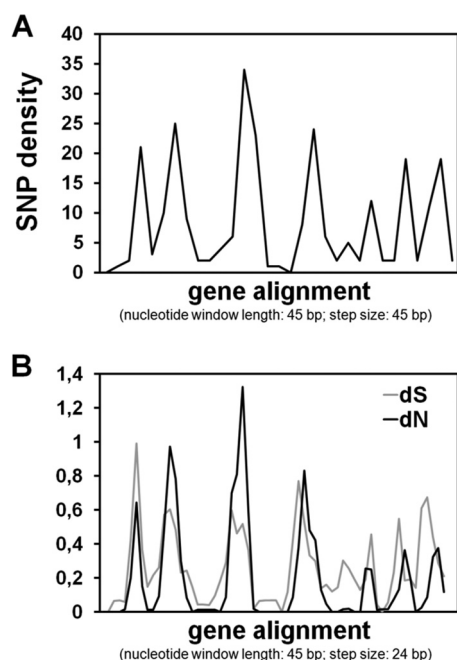 A
SNP density
40
35
30
25
20
15
10
5
0
gene alignment
(nucleotide window length: 45 bp; step size: 45 bp)
B
1,4
1,2
1
0,8
0,6
0,4
0,2
0
dS
dN
gene alignment
(nucleotide window length: 45 bp; step size: 24 bp)